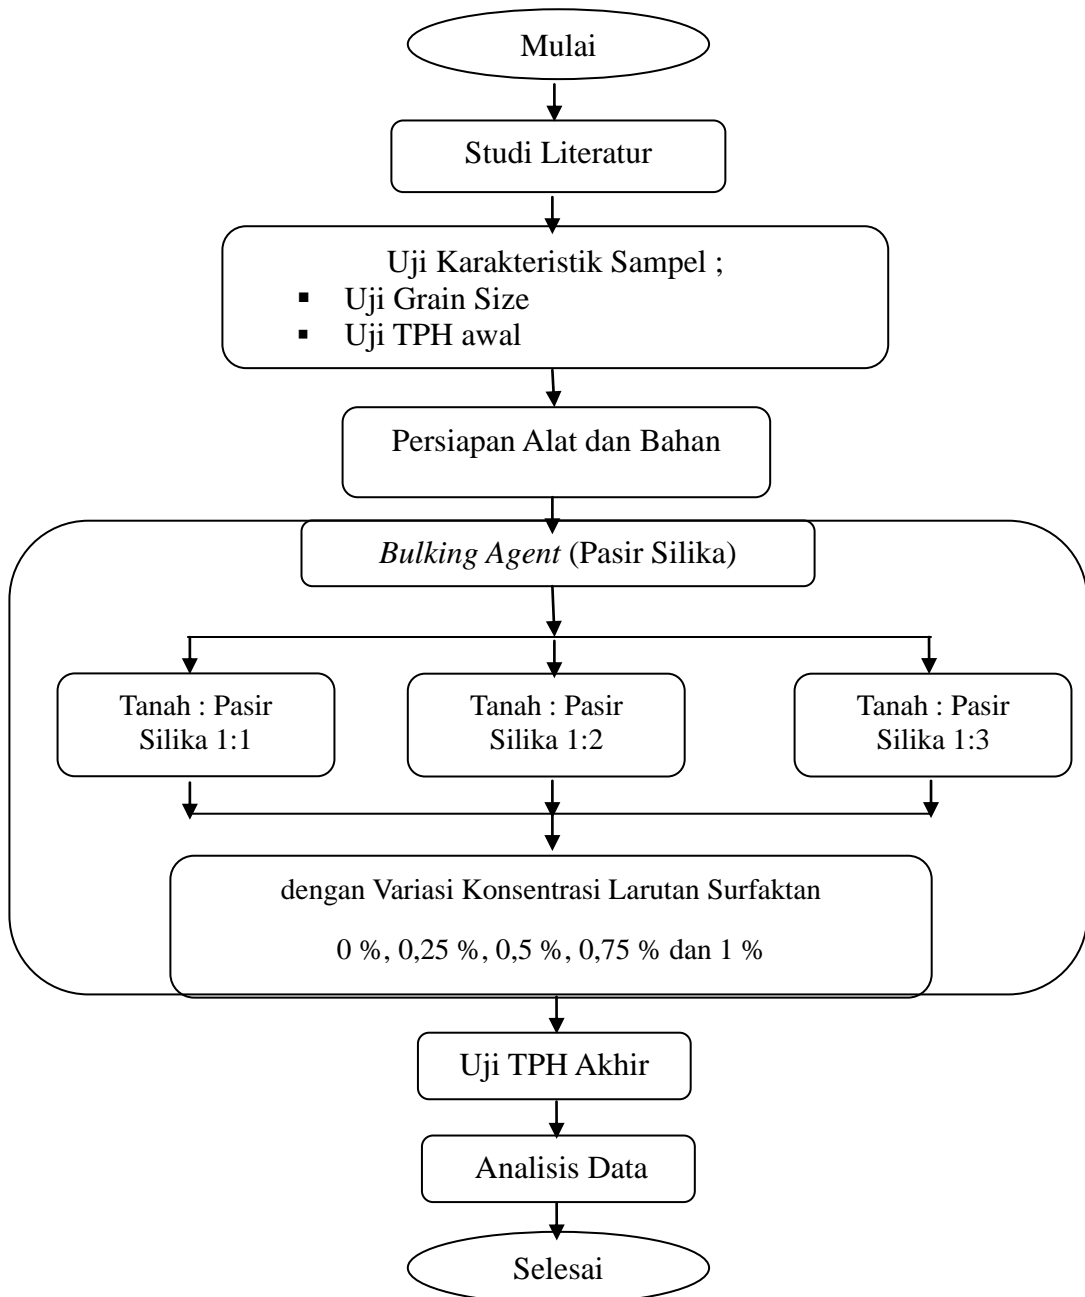 Mulai
Studi Literatur
Uji Karakteristik Sampel ;
▪ Uji Grain Size
▪ Uji TPH awal
Persiapan Alat dan Bahan
Bulking Agent (Pasir Silika)
Tanah : Pasir
Silika 1:1
Tanah : Pasir
Silika 1:2
Tanah : Pasir
Silika 1:3
dengan Variasi Konsentrasi Larutan Surfaktan
0 %, 0,25 %, 0,5 %, 0,75 % dan 1 %
Uji TPH Akhir
Analisis Data
Selesai